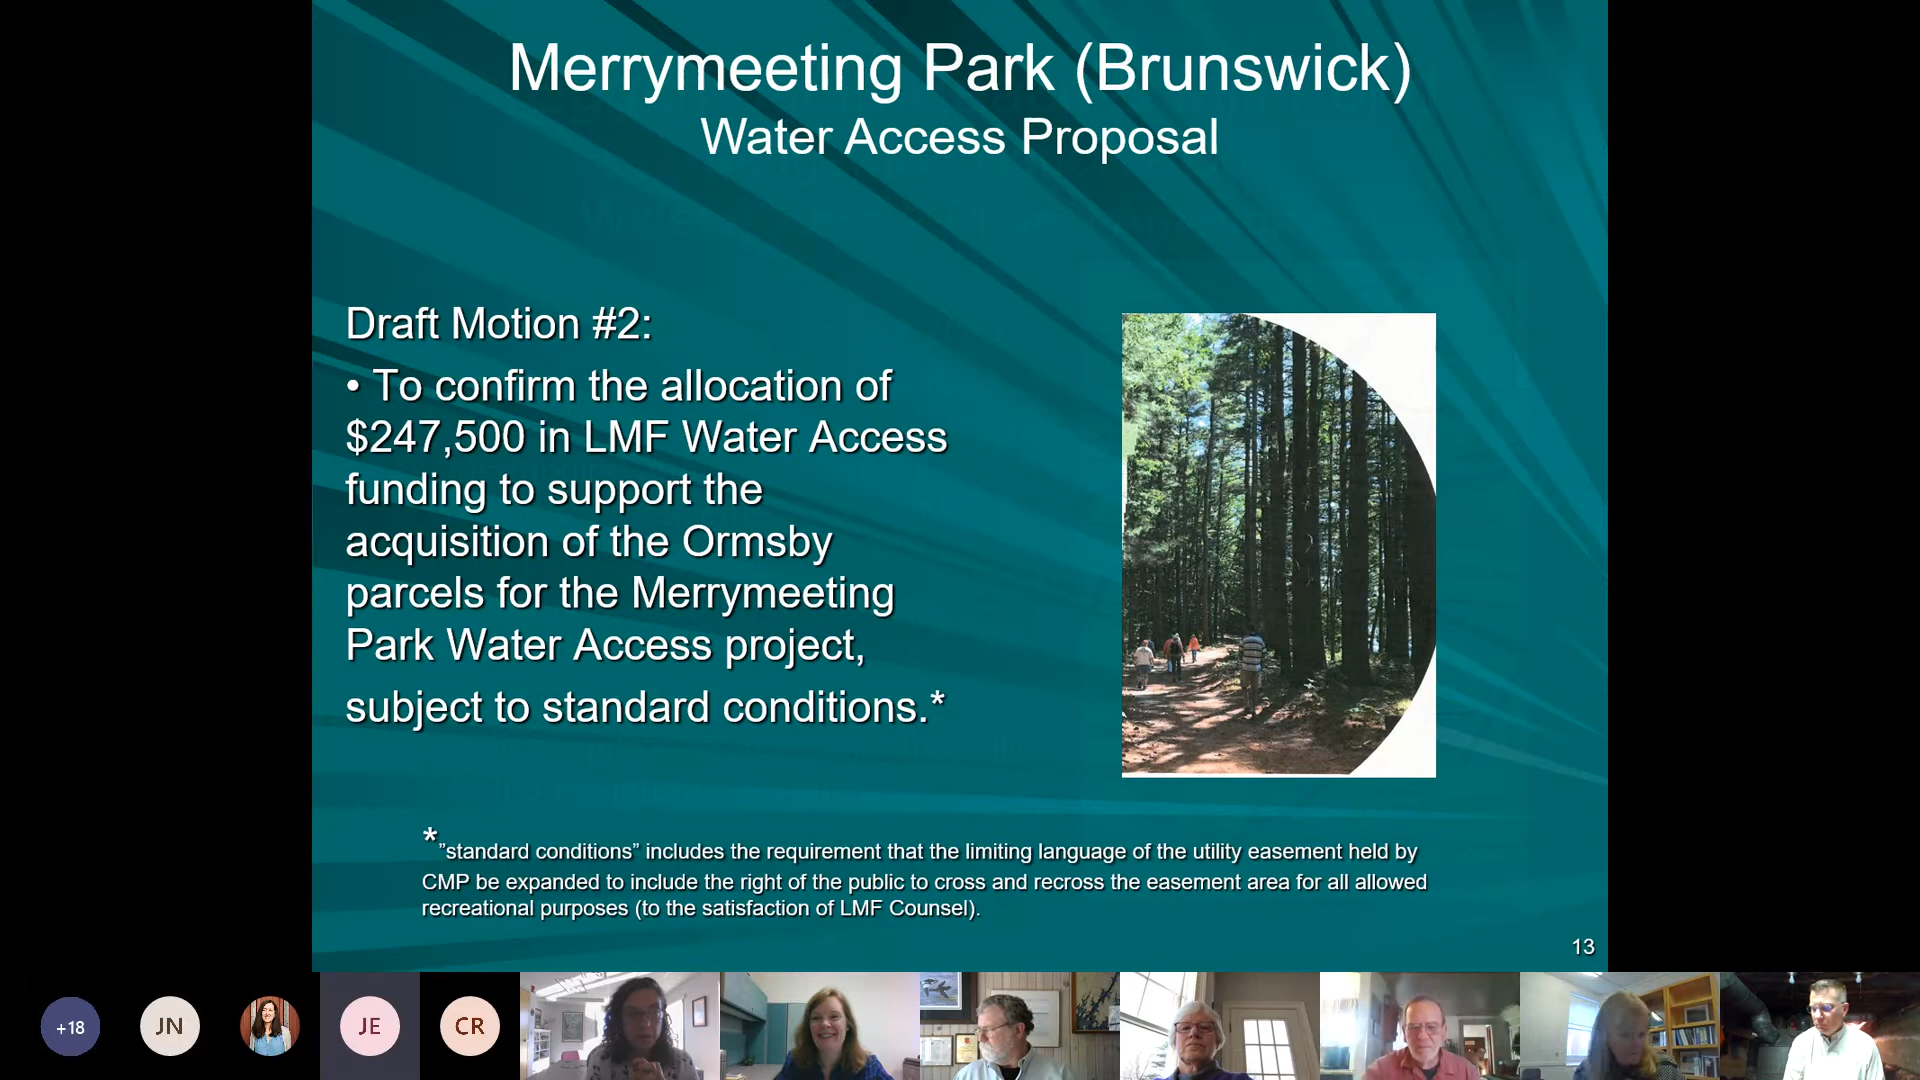 Merrymeeting Park (Brunswick)
Water Access Proposal
Draft Motion #2:
• To confirm the allocation of
$247,500 in LMF Water Access
funding to support the
acquisition of the Ormsby
parcels for the Merrymeeting
Park Water Access project,
subject to standard conditions.*
*”standard conditions” includes the requirement that the limiting language of the utility easement held by
CMP be expanded to include the right of the public to cross and recross the easement area for all allowed
recreational purposes (to the satisfaction of LMF Counsel).
13
+18
JN
JE
CR